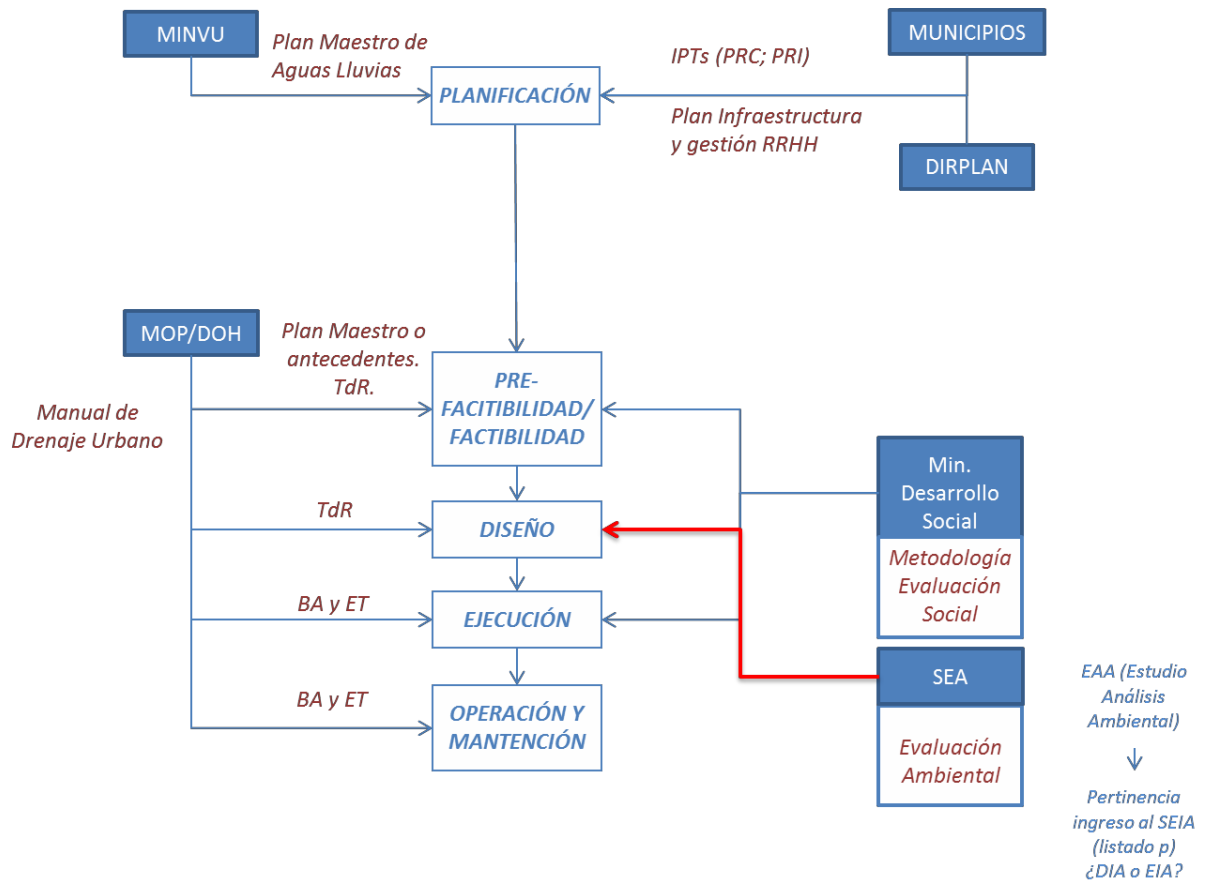 MINVU
Plan Maestro de
Aguas Lluvias
PLANIFICACIÓN
IPTs (PRC; PRI)
Plan Infraestructura
y gestión RRHH
MUNICIPIOS
DIRPLAN
MOP/DOH
Manual de
Drenaje Urbano
Plan Maestro o
antecedentes.
TdR.
PRE-
FACITIBILIDAD/
FACTIBILIDAD
TdR
DISEÑO
BA y ET
EJECUCIÓN
BA y ET
OPERACIÓN Y
MANTENCIÓN
Min.
Desarrollo
Social
Metodología
Evaluación
Social
SEA
Evaluación
Ambiental
EAA (Estudio
Análisis
Ambiental)
Pertinencia
ingreso al SEIA
(listado p)
¿DIA o EIA?